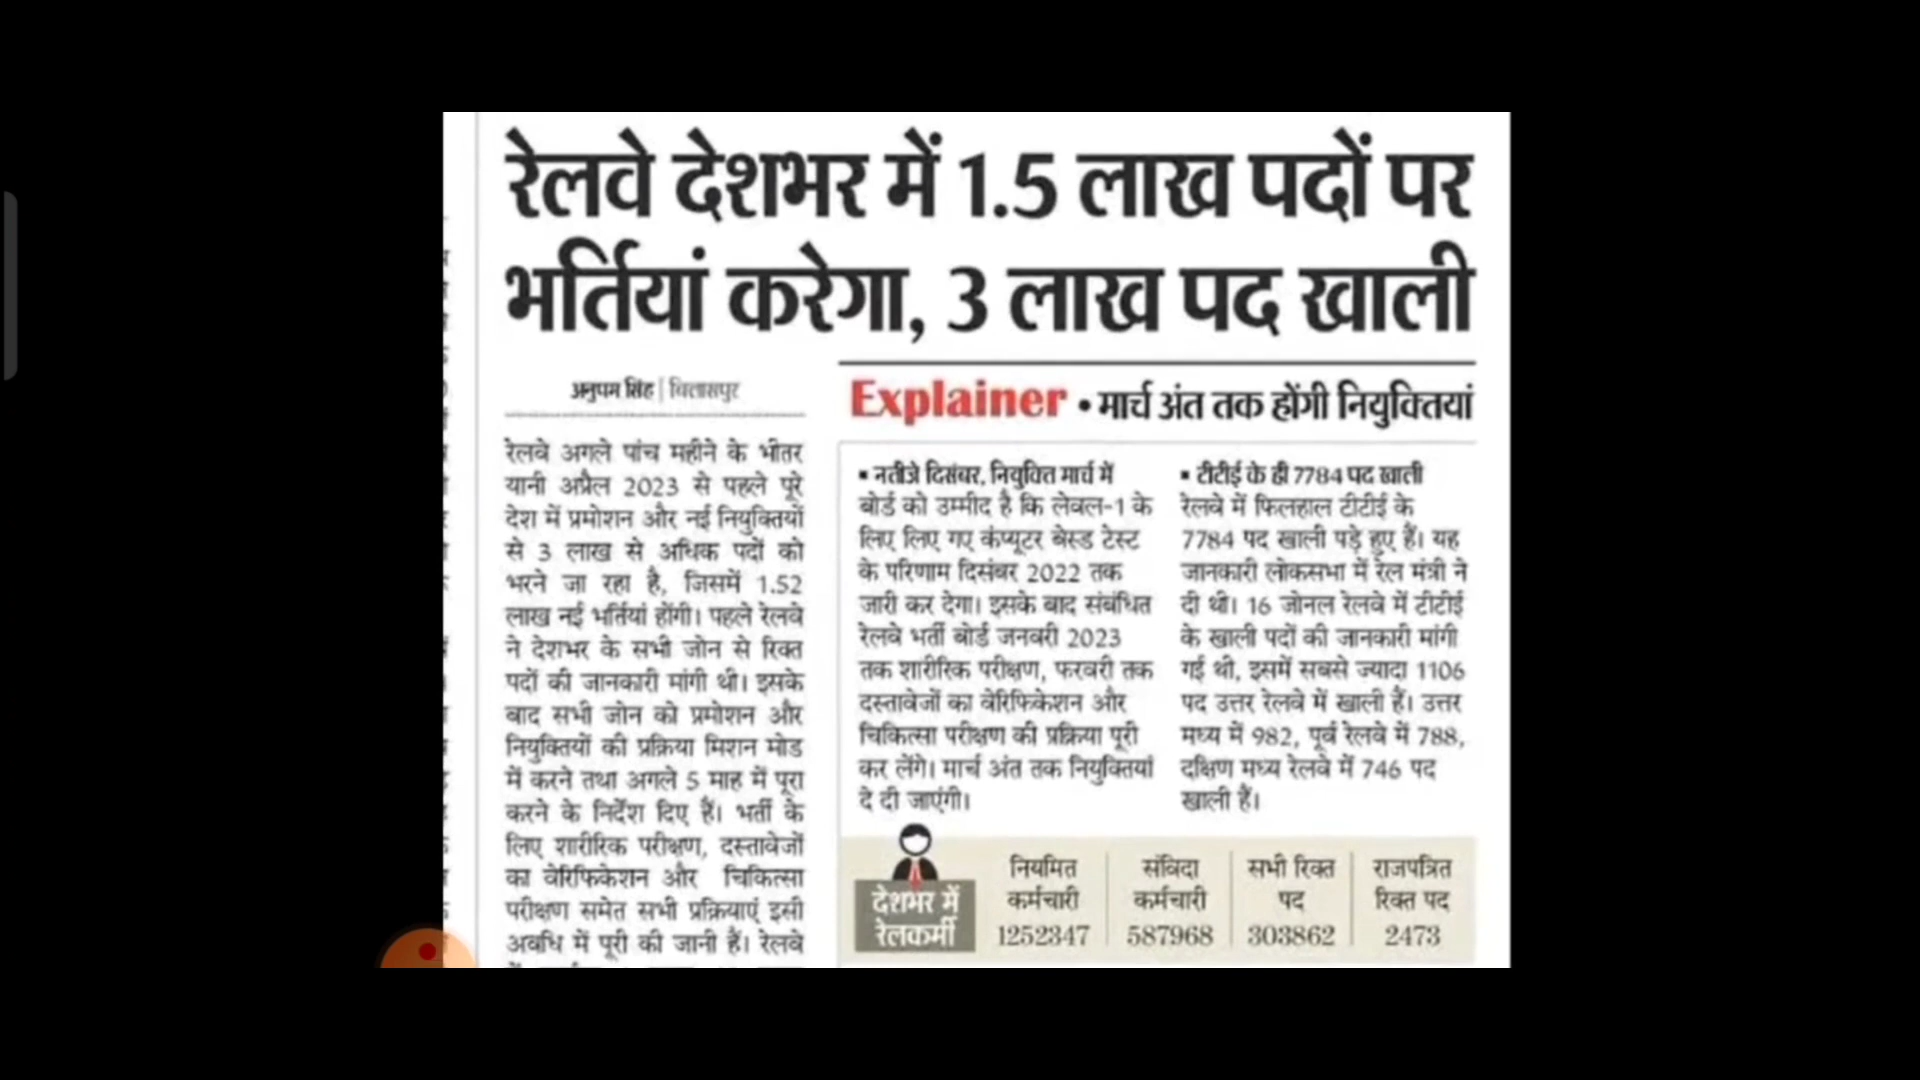 रेलवे देशभर में 1.5 लाख पदों पर
भर्तियां करेगा, 3 लाख पद खाली
अनुपम सिंह | बिलासपुर
रेलवे अगले पांच महीने के भीतर
यानी अप्रैल 2023 से पहले पूरे
देश में प्रमोशन और नई नियुक्तियों
से 3 लाख से अधिक पदों को
भरने जा रहा है, जिसमें 1.52
लाख नई भर्तियां होंगी। पहले रेलवे
ने देशभर के सभी जोन से रिक्त
पदों की जानकारी मांगी थी। इसके
बाद सभी जोन को प्रमोशन और
नियुक्तियों की प्रक्रिया मिशन मोड
में करने तथा अगले 5 माह में पूरा
करने के निर्देश दिए हैं। भर्ती के
लिए शारीरिक परीक्षण, दस्तावेजों
का वेरिफिकेशन और चिकित्सा
परीक्षण समेत सभी प्रक्रियाएं इसी
अवधि में पूरी की जानी हैं। रेलवे
Explainer • मार्च अंत तक होंगी नियुक्तियां
▪ नतीजे दिसंबर, नियुक्ति मार्च में
बोर्ड को उम्मीद है कि लेवल-1 के
लिए लिए गए कंप्यूटर बेस्ड टेस्ट
के परिणाम दिसंबर 2022 तक
जारी कर देगा। इसके बाद संबंधित
रेलवे भर्ती बोर्ड जनवरी 2023
तक शारीरिक परीक्षण, फरवरी तक
दस्तावेजों का वेरिफिकेशन और
चिकित्सा परीक्षण की प्रक्रिया पूरी
कर लेंगे। मार्च अंत तक नियुक्तियां
दे दी जाएंगी।
▪ टीटीई के ही 7784 पद खाली
रेलवे में फिलहाल टीटीई के
7784 पद खाली पड़े हुए हैं। यह
जानकारी लोकसभा में रेल मंत्री ने
दी थी। 16 जोनल रेलवे में टीटीई
के खाली पदों की जानकारी मांगी
गई थी, इसमें सबसे ज्यादा 1106
पद उत्तर रेलवे में खाली हैं। उत्तर
मध्य में 982, पूर्व रेलवे में 788,
दक्षिण मध्य रेलवे में 746 पद
खाली हैं।
देशभर में
रेलकर्मी
नियमित
कर्मचारी
1252347
संविदा
कर्मचारी
587968
सभी रिक्त
पद
303862
राजपत्रित
रिक्त पद
2473